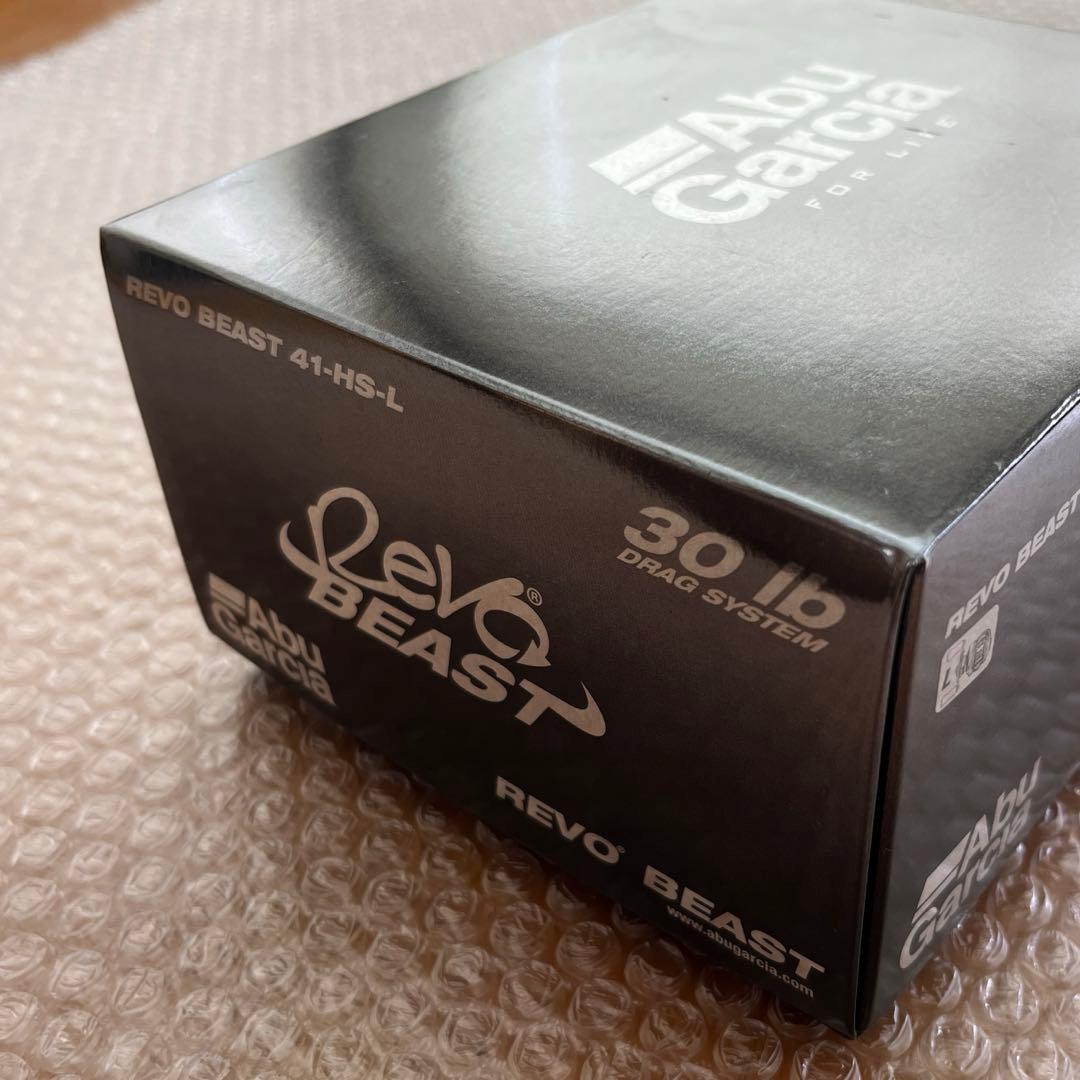 Abu
Garcia
FOR LIFE
REVO BEAST 41-HS-L
30 lb
DRAG SYSTEM
Revo®
BEAST
Abu
Garcia
REVO® BEAST
www.abugarcia.com
REVO BEAST
Abu
Garcia